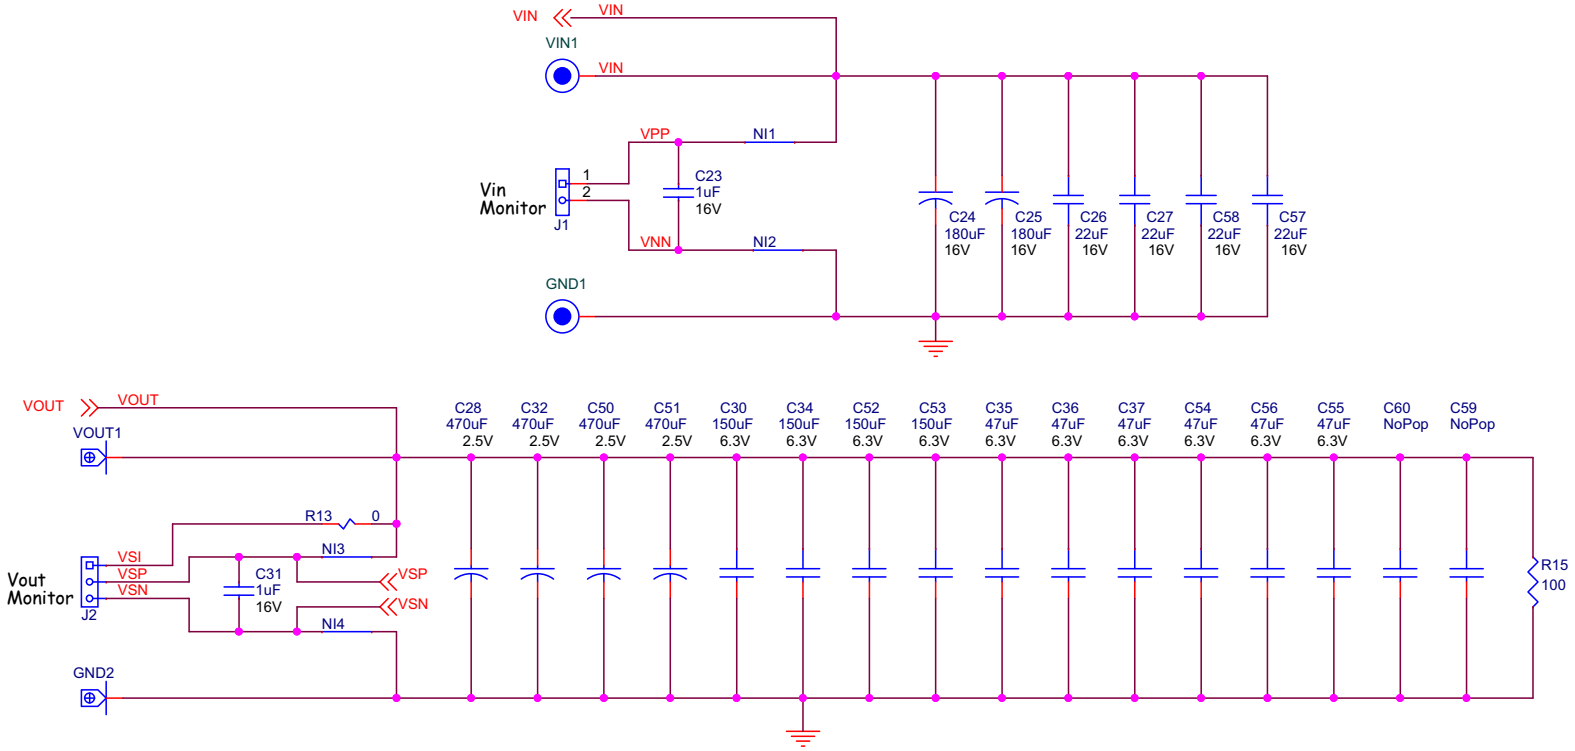 VIN VIN
VIN1
VIN
VPP NI1
1
2
Vin
Monitor
J1
C23
1uF
16V
VNN NI2
C24
180uF
16V
C25
180uF
16V
C26
22uF
16V
C27
22uF
16V
C58
22uF
16V
C57
22uF
16V
GND1
VOUT VOUT
VOUT1
C28
470uF
2.5V
C32
470uF
2.5V
C50
470uF
2.5V
C51
470uF
2.5V
C30
150uF
6.3V
C34
150uF
6.3V
C52
150uF
6.3V
C53
150uF
6.3V
C35
47uF
6.3V
C36
47uF
6.3V
C37
47uF
6.3V
C54
47uF
6.3V
C56
47uF
6.3V
C55
47uF
6.3V
C60
NoPop
C59
NoPop
R13 0
NI3
VSI
VSP
VSN
Vout
Monitor
J2
C31
1uF
16V
VSP
VSN
NI4
R15
100
GND2